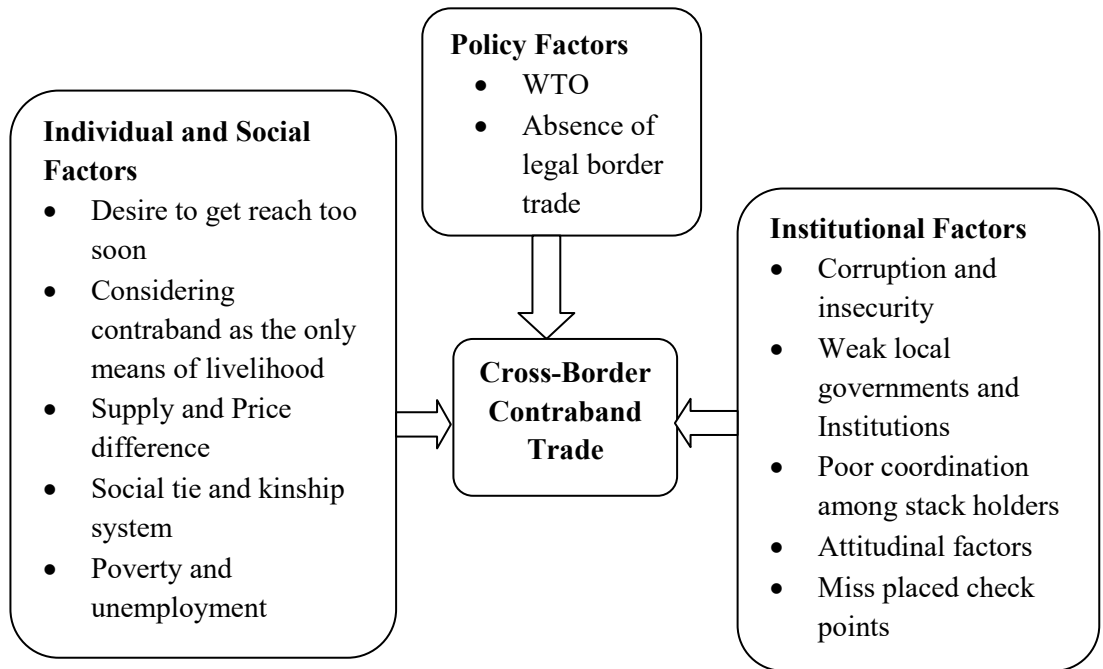 Policy Factors
• WTO
• Absence of
legal border
trade
Individual and Social
Factors
• Desire to get reach too
soon
• Considering
contraband as the only
means of livelihood
• Supply and Price
difference
• Social tie and kinship
system
• Poverty and
unemployment
Cross-Border
Contraband
Trade
Institutional Factors
• Corruption and
insecurity
• Weak local
governments and
Institutions
• Poor coordination
among stack holders
• Attitudinal factors
• Miss placed check
points